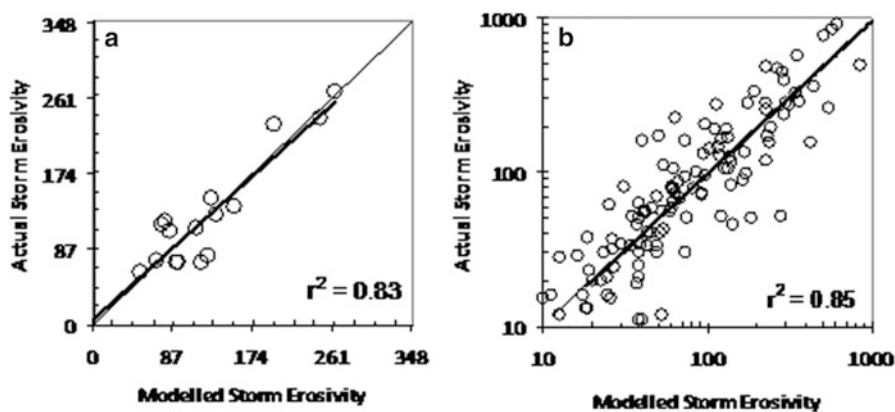 a
348
261
174
87
0
0 87 174 261 348
Actual Storm Erosivity
Modelled Storm Erosivity
r² = 0.83
b
1000
100
10
10 100 1000
Actual Storm Erosivity
Modelled Storm Erosivity
r² = 0.85